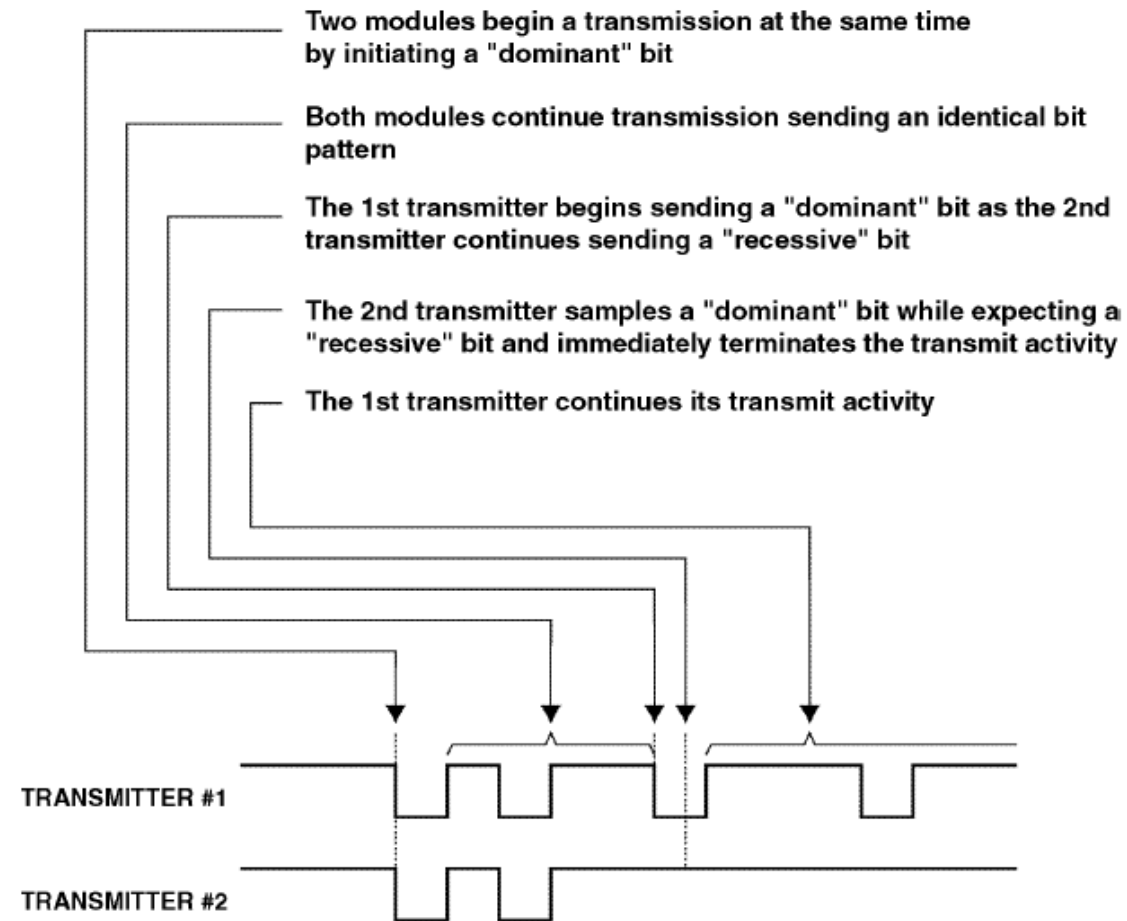 Two modules begin a transmission at the same time
by initiating a "dominant" bit
Both modules continue transmission sending an identical bit
pattern
The 1st transmitter begins sending a "dominant" bit as the 2nd
transmitter continues sending a "recessive" bit
The 2nd transmitter samples a "dominant" bit while expecting a
"recessive" bit and immediately terminates the transmit activity
The 1st transmitter continues its transmit activity
TRANSMITTER #1
TRANSMITTER #2